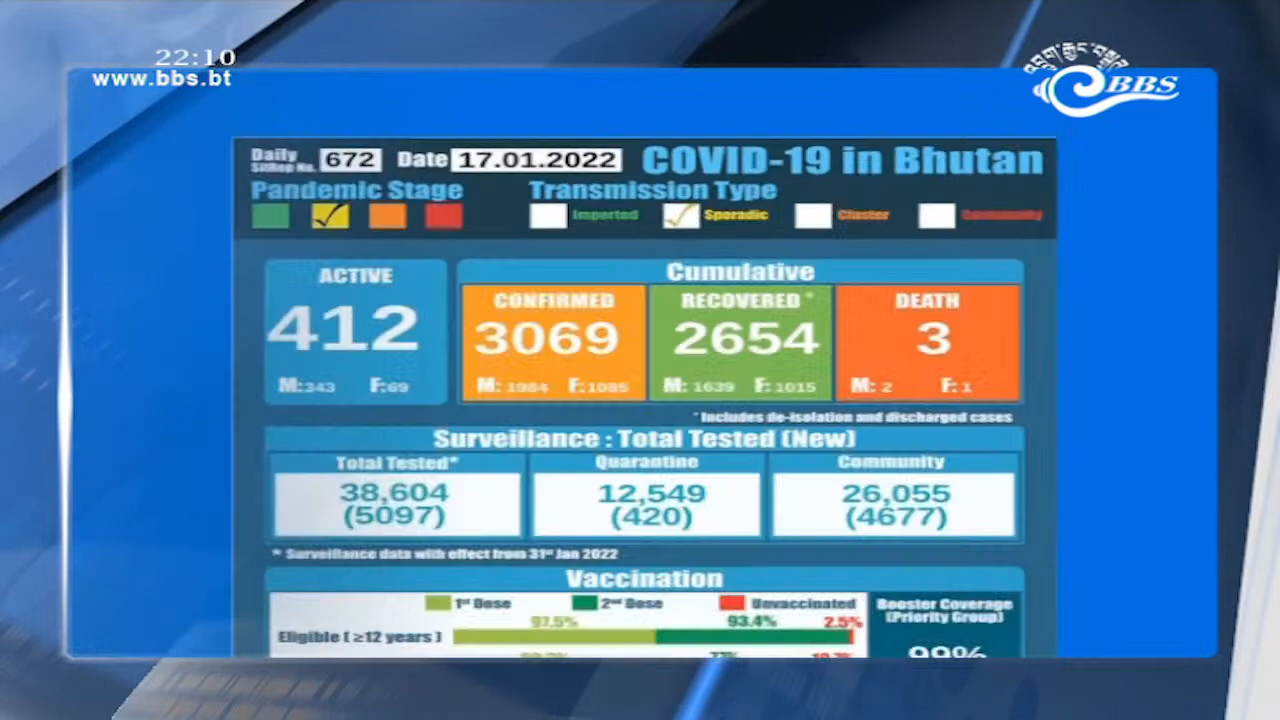 22:10
www.bbs.bt
BBS
Daily SitRep No. 672 Date 17.01.2022 COVID-19 in Bhutan
Pandemic Stage Transmission Type
Imported Sporadic Cluster Community
ACTIVE
412
M:343 F:69
Cumulative
CONFIRMED RECOVERED* DEATH
3069 2654 3
M: 1984 F:1085 M: 1639 F:1015 M: 2 F:1
* Includes de-isolation and discharged cases
Surveillance : Total Tested (New)
Total Tested* Quarantine Community
38,604 12,549 26,055
(5097) (420) (4677)
* Surveillance data with effect from 31st Jan 2022
Vaccination
1st Dose 2nd Dose Unvaccinated
97.5% 93.4% 2.5%
Eligible ( ≥12 years )
77%
Booster Coverage
(Priority Group)
99%